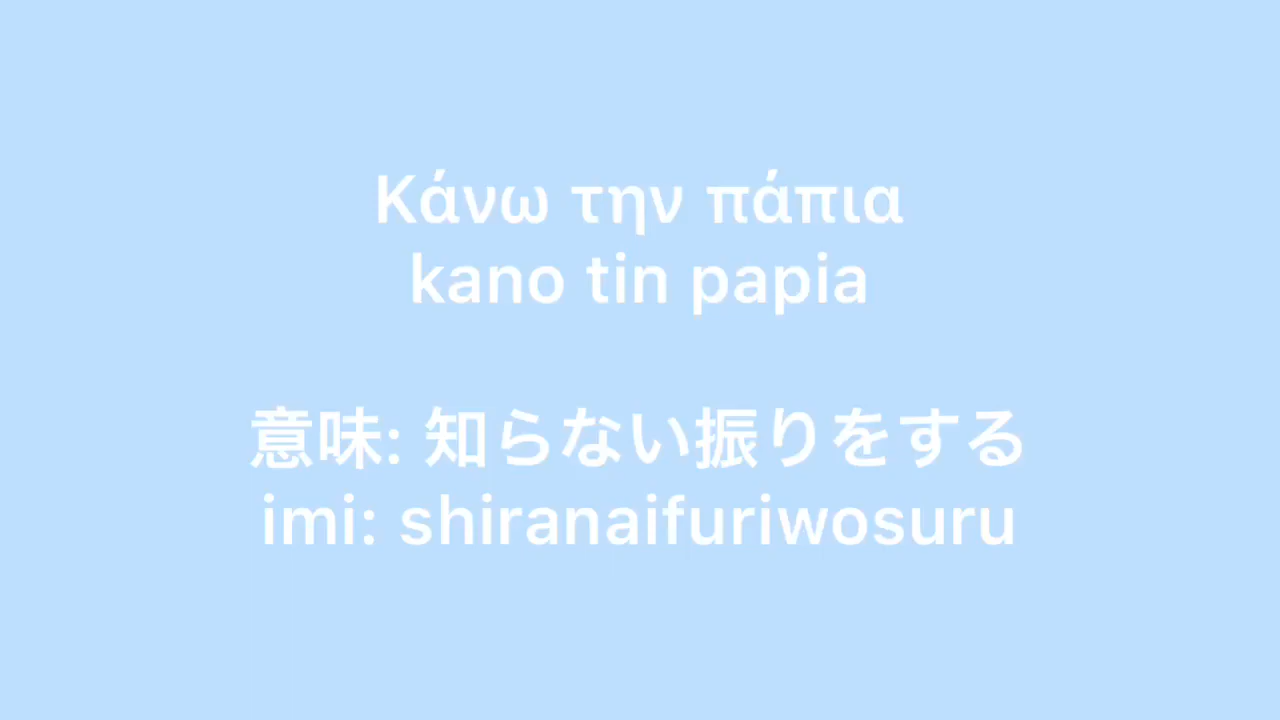 Κάνω την πάπια
kano tin papia
意味: 知らない振りをする
imi: shiranaifuriwosuru